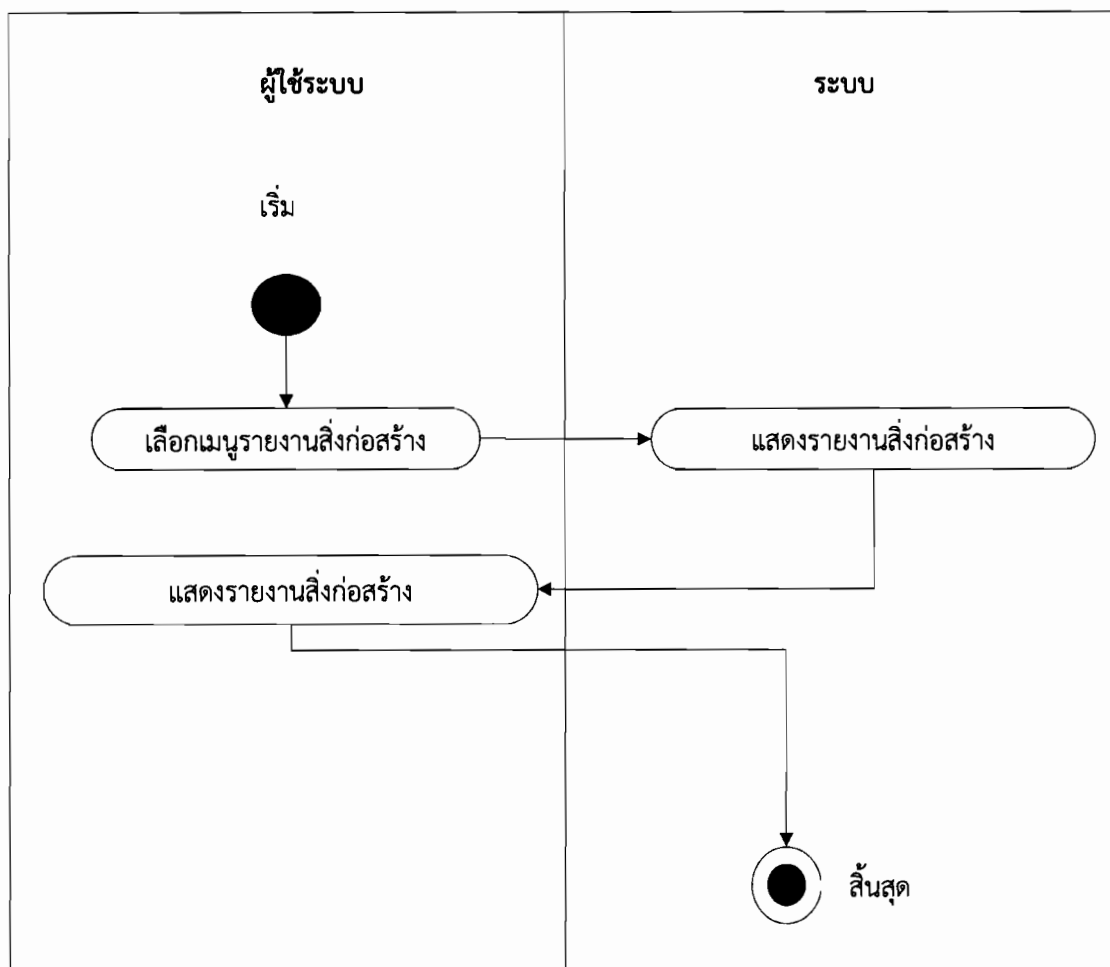 ผู้ใช้ระบบ
ระบบ
เริ่ม
เลือกเมนูรายงานสิ่งก่อสร้าง
แสดงรายงานสิ่งก่อสร้าง
แสดงรายงานสิ่งก่อสร้าง
สิ้นสุด